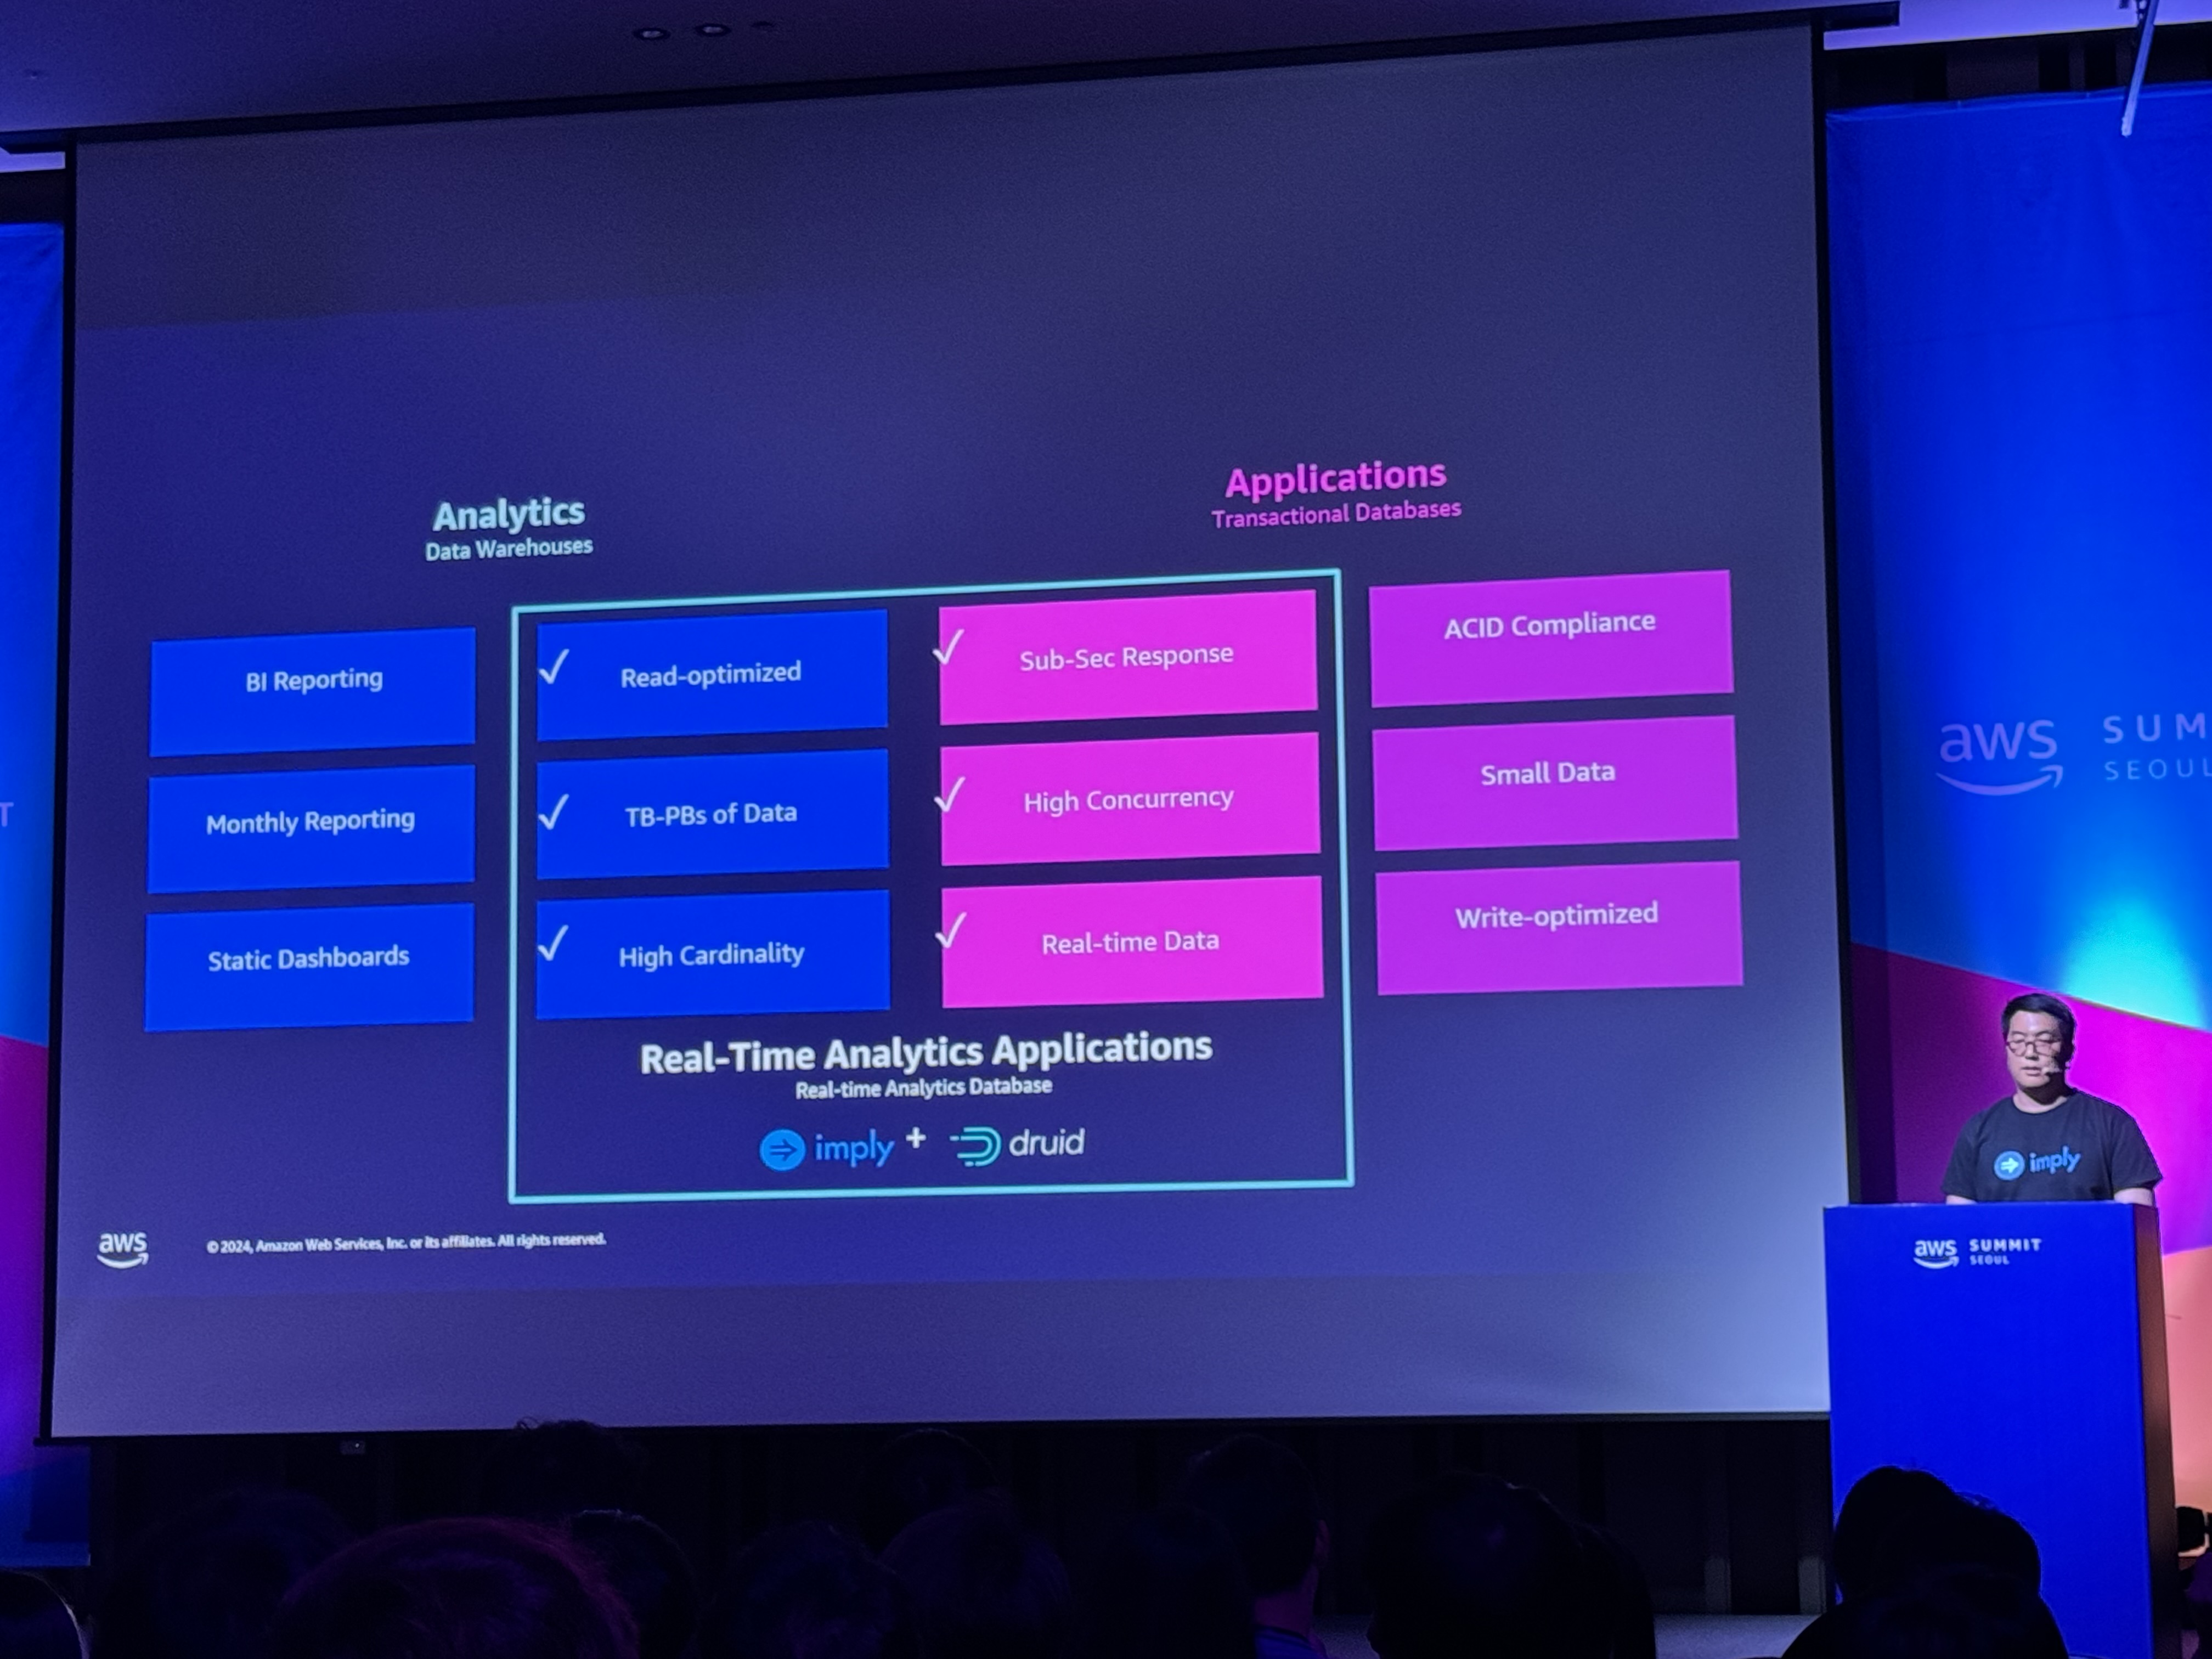 Analytics
Data Warehouses
Applications
Transactional Databases
BI Reporting
Monthly Reporting
Static Dashboards
✓ Read-optimized
✓ TB-PBs of Data
✓ High Cardinality
✓ Sub-Sec Response
✓ High Concurrency
✓ Real-time Data
ACID Compliance
Small Data
Write-optimized
Real-Time Analytics Applications
Real-time Analytics Database
imply + druid
aws
© 2024, Amazon Web Services, Inc. or its affiliates. All rights reserved.
T
aws SUM
SEOUL
imply
aws SUMMIT
SEOUL